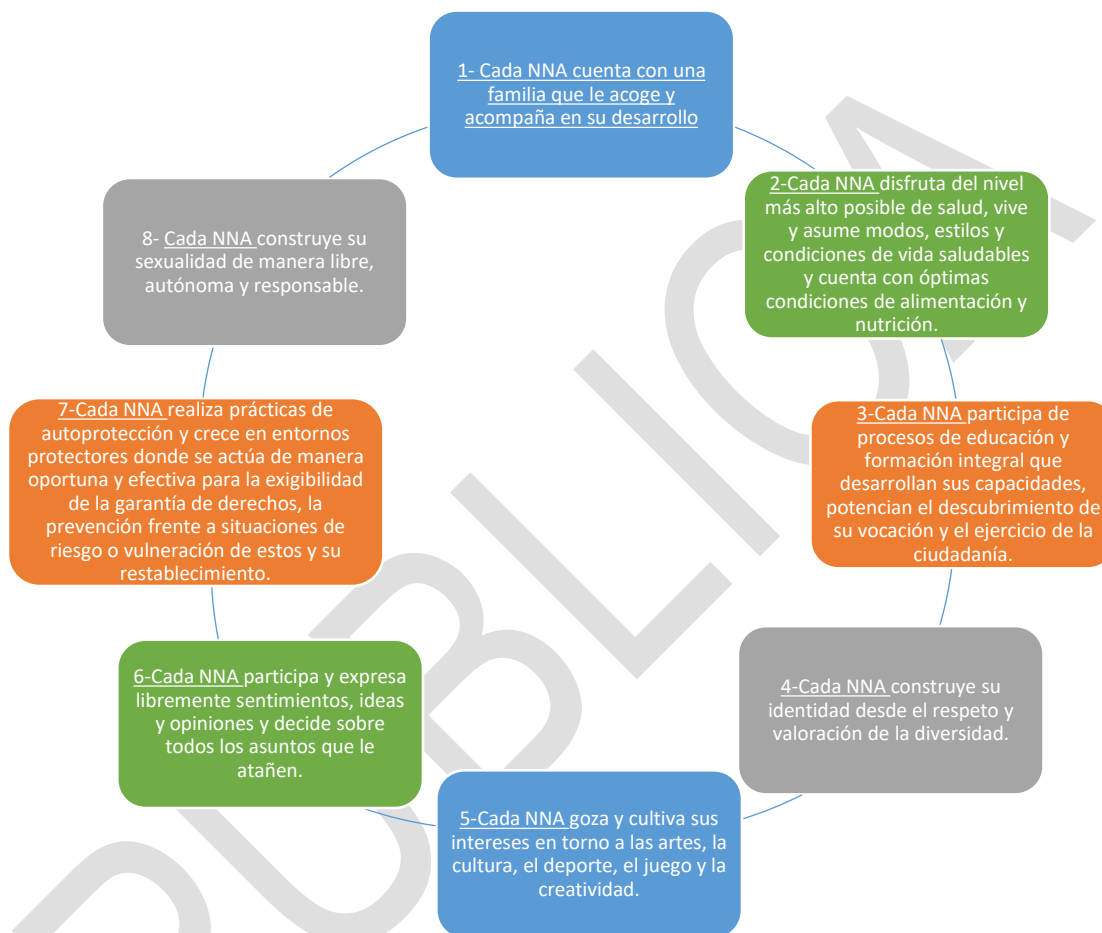 1- Cada NNA cuenta con una
familia que le acoge y
acompaña en su desarrollo
2-Cada NNA disfruta del nivel
más alto posible de salud, vive
y asume modos, estilos y
condiciones de vida saludables
y cuenta con óptimas
condiciones de alimentación y
nutrición.
3-Cada NNA participa de
procesos de educación y
formación integral que
desarrollan sus capacidades,
potencian el descubrimiento de
su vocación y el ejercicio de la
ciudadanía.
4-Cada NNA construye su
identidad desde el respeto y
valoración de la diversidad.
5-Cada NNA goza y cultiva sus
intereses en torno a las artes, la
cultura, el deporte, el juego y la
creatividad.
6-Cada NNA participa y expresa
libremente sentimientos, ideas
y opiniones y decide sobre
todos los asuntos que le
atañen.
7-Cada NNA realiza prácticas de
autoprotección y crece en entornos
protectores donde se actúa de manera
oportuna y efectiva para la exigibilidad
de la garantía de derechos, la
prevención frente a situaciones de
riesgo o vulneración de estos y su
restablecimiento.
8- Cada NNA construye su
sexualidad de manera libre,
autónoma y responsable.
PUBLICA